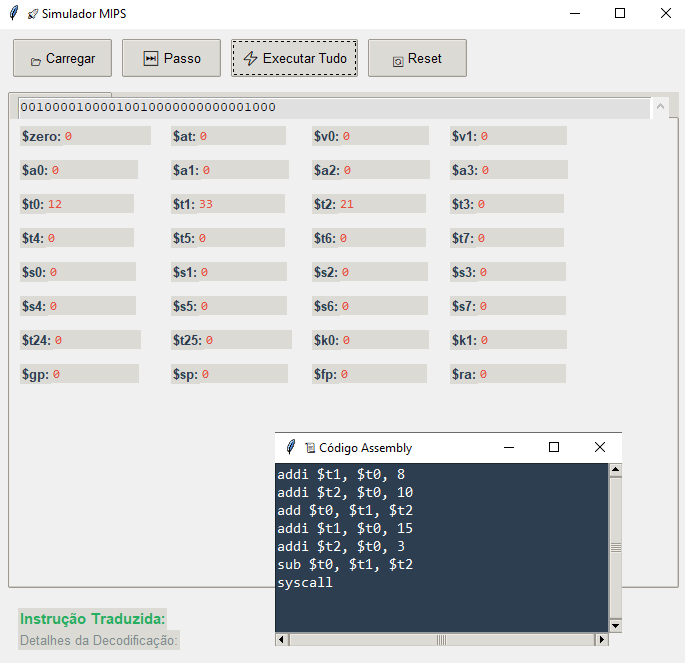 Simulador MIPS
Carregar Passo Executar Tudo Reset
00100001000010010000000000001000
$zero: 0 $at: 0 $v0: 0 $v1: 0
$a0: 0 $a1: 0 $a2: 0 $a3: 0
$t0: 12 $t1: 33 $t2: 21 $t3: 0
$t4: 0 $t5: 0 $t6: 0 $t7: 0
$s0: 0 $s1: 0 $s2: 0 $s3: 0
$s4: 0 $s5: 0 $s6: 0 $s7: 0
$t24: 0 $t25: 0 $k0: 0 $k1: 0
$gp: 0 $sp: 0 $fp: 0 $ra: 0
Código Assembly
addi $t1, $t0, 8
addi $t2, $t0, 10
add $t0, $t1, $t2
addi $t1, $t0, 15
addi $t2, $t0, 3
sub $t0, $t1, $t2
syscall
Instrução Traduzida:
Detalhes da Decodificação: